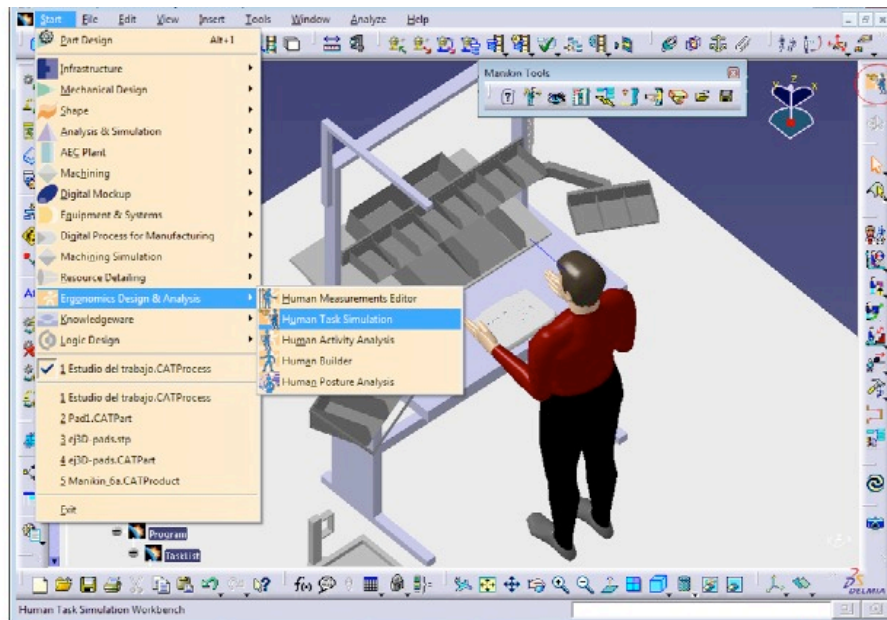 Start File Edit View Insert Tools Window Analyze Help
Part Design Alt+1
Infrastructure
Mechanical Design
Shape
Analysis & Simulation
AEC Plant
Machining
Digital Mockup
Equipment & Systems
Digital Process for Manufacturing
Machining Simulation
Resource Detailing
Ergonomics Design & Analysis
Knowledgeware
Logic Design
1 Estudio del trabajo.CATProcess
1 Estudio del trabajo.CATProcess
2 Pad1.CATPart
3 ej3D-pads.stp
4 ej3D-pads.CATPart
5 Manikin_6a.CATProduct
Exit
Human Measurements Editor
Human Task Simulation
Human Activity Analysis
Human Builder
Human Posture Analysis
Manikin Tools
z
Program
TaskList
DELMIA
Human Task Simulation Workbench